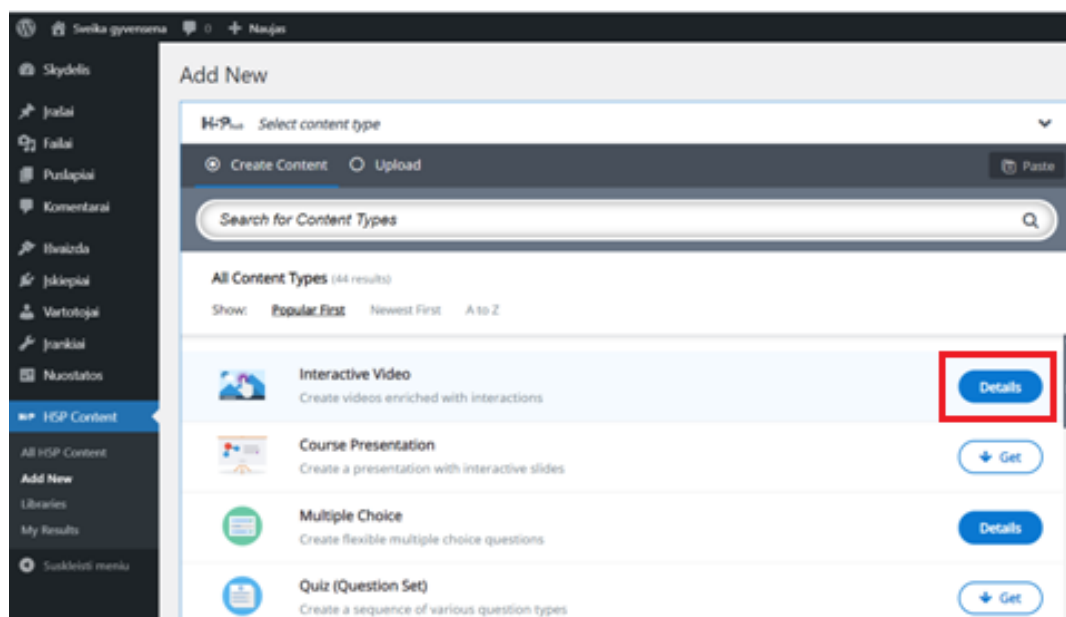 Sveika gyvensena 0 + Naujas
Skydelis
Įrašai
Failai
Puslapiai
Komentarai
Išvaizda
Įskiepiai
Vartotojai
Įrankiai
Nuostatos
H5P H5P Content
All H5P Content
Add New
Libraries
My Results
Suskleisti meniu
Add New
H5P hub Select content type
Create Content Upload Paste
Search for Content Types
All Content Types (44 results)
Show: Popular First Newest First A to Z
Interactive Video
Create videos enriched with interactions
Details
Course Presentation
Create a presentation with interactive slides
Get
Multiple Choice
Create flexible multiple choice questions
Details
Quiz (Question Set)
Create a sequence of various question types
Get